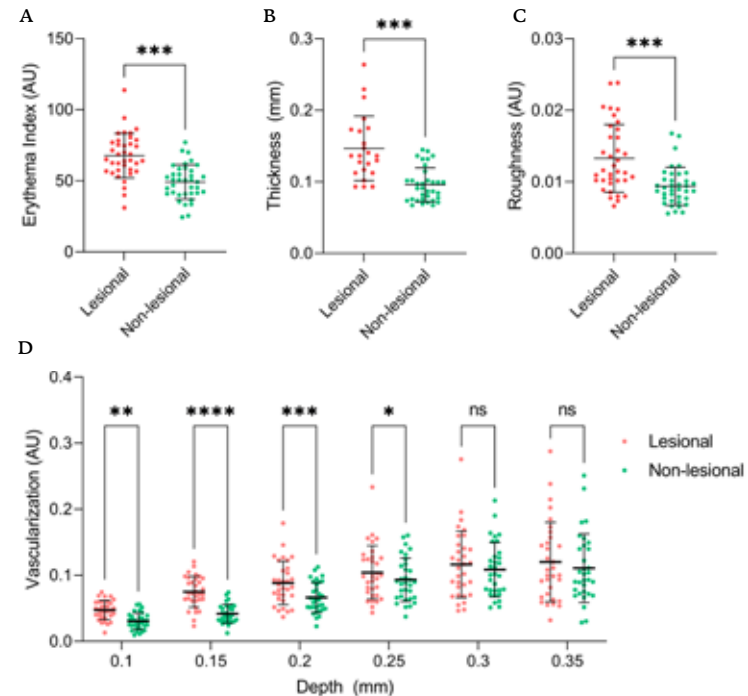 A
B
C
***
***
***
Erythema Index (AU)
150
100
50
0
Lesional
Non-lesional
Thickness (mm)
0.3
0.2
0.1
0.0
Lesional
Non-lesional
Roughness (AU)
0.03
0.02
0.01
0.00
Lesional
Non-lesional
D
Vascularization (AU)
0.4
0.3
0.2
0.1
0.0
**
****
***
*
ns
ns
Lesional
Non-lesional
0.1
0.15
0.2
0.25
0.3
0.35
Depth (mm)